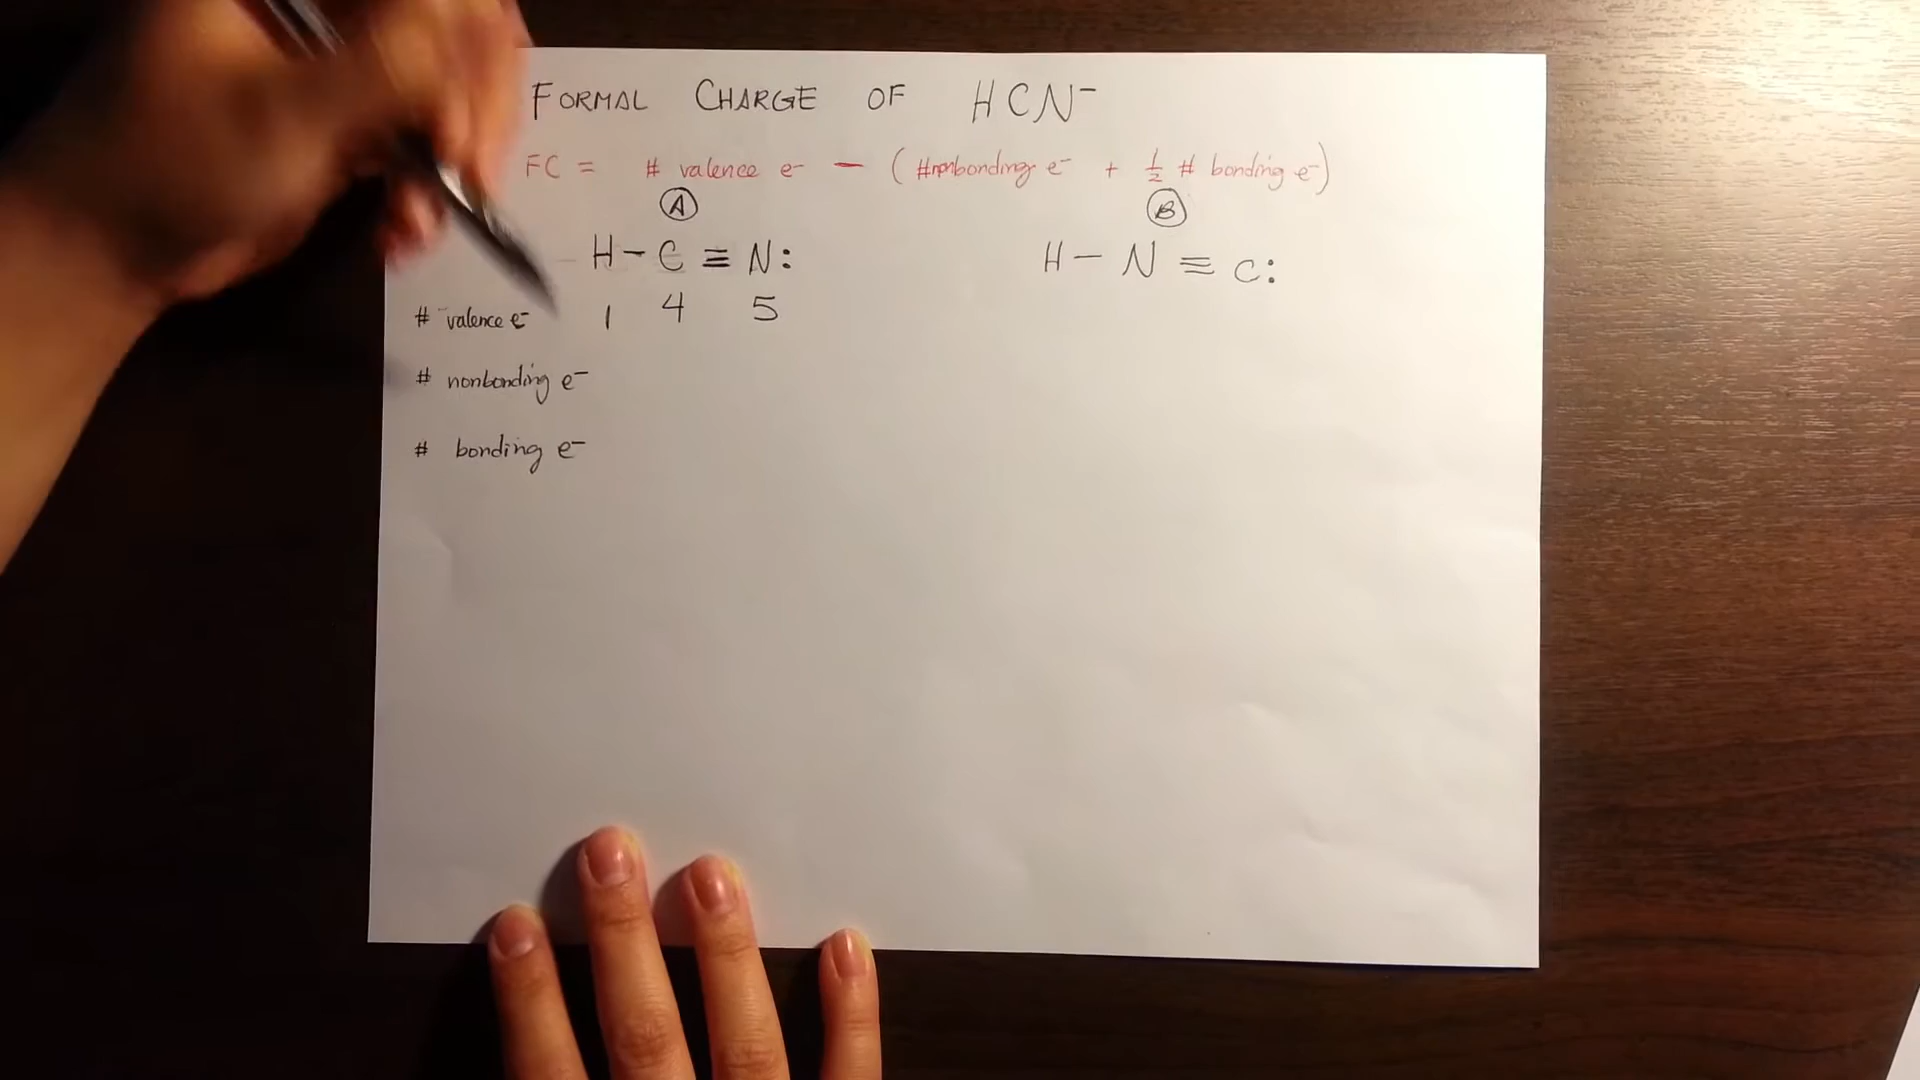 FORMAL CHARGE OF HCN⁻
FC = # valence e⁻ — (#nonbonding e⁻ + 1/2 # bonding e⁻)
A B
H-C≡N: H-N≡C:
# valence e⁻ 1 4 5
# nonbonding e⁻
# bonding e⁻